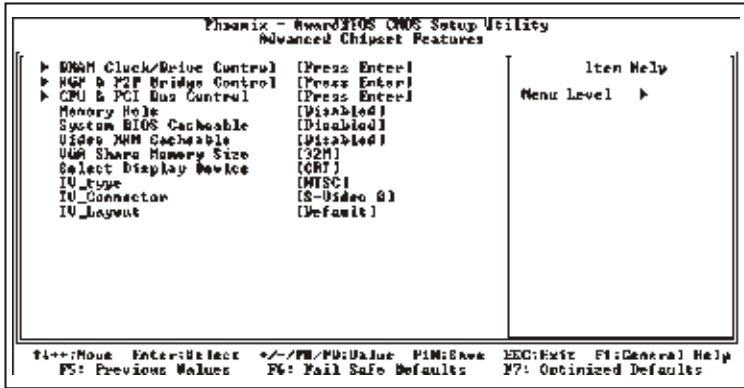 Phoenix - AwardBIOS CMOS Setup Utility
Advanced Chipset Features
DRAM Clock/Drive Control [Press Enter]
AGP & P2P Bridge Control [Press Enter]
CPU & PCI Bus Control [Press Enter]
Memory Hole [Disabled]
System BIOS Cacheable [Disabled]
Video RAM Cacheable [Disabled]
VGA Share Memory Size [32M]
Select Display Device [CRT]
TV_type [NTSC]
TV_Connector [S-Video 0]
TV_Layout [Default]
Item Help
Menu Level
↑↓→←:Move Enter:Select +/-/PU/PD:Value F10:Save ESC:Exit F1:General Help
F5: Previous Values F6: Fail Safe Defaults F7: Optimized Defaults